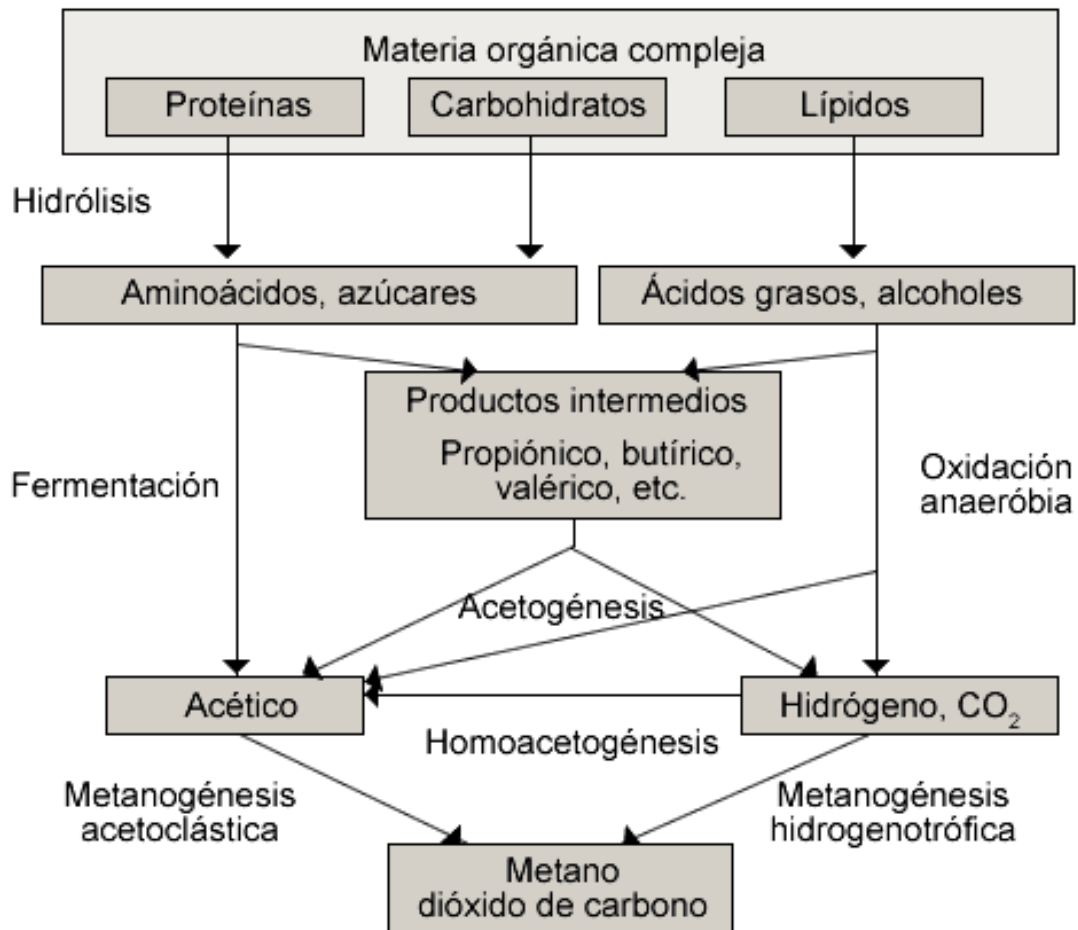 Materia orgánica compleja
Proteínas
Carbohidratos
Lípidos
Hidrólisis
Aminoácidos, azúcares
Ácidos grasos, alcoholes
Productos intermedios
Propiónico, butírico,
valérico, etc.
Fermentación
Oxidación
anaeróbia
Acetogénesis
Acético
Hidrógeno, CO₂
Homoacetogénesis
Metanogénesis
acetoclástica
Metanogénesis
hidrogenotrófica
Metano
dióxido de carbono